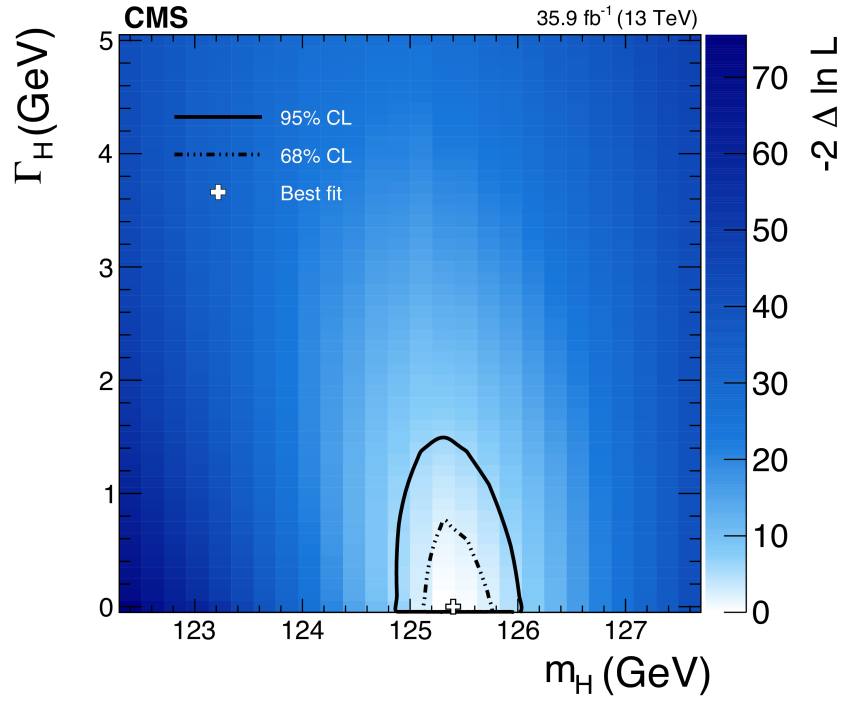 CMS 35.9 fb⁻¹ (13 TeV)
Γ_H (GeV)
5
4
3
2
1
0
95% CL
68% CL
Best fit
123 124 125 126 127
m_H (GeV)
70
60
50
40
30
20
10
0
-2 Δ ln L